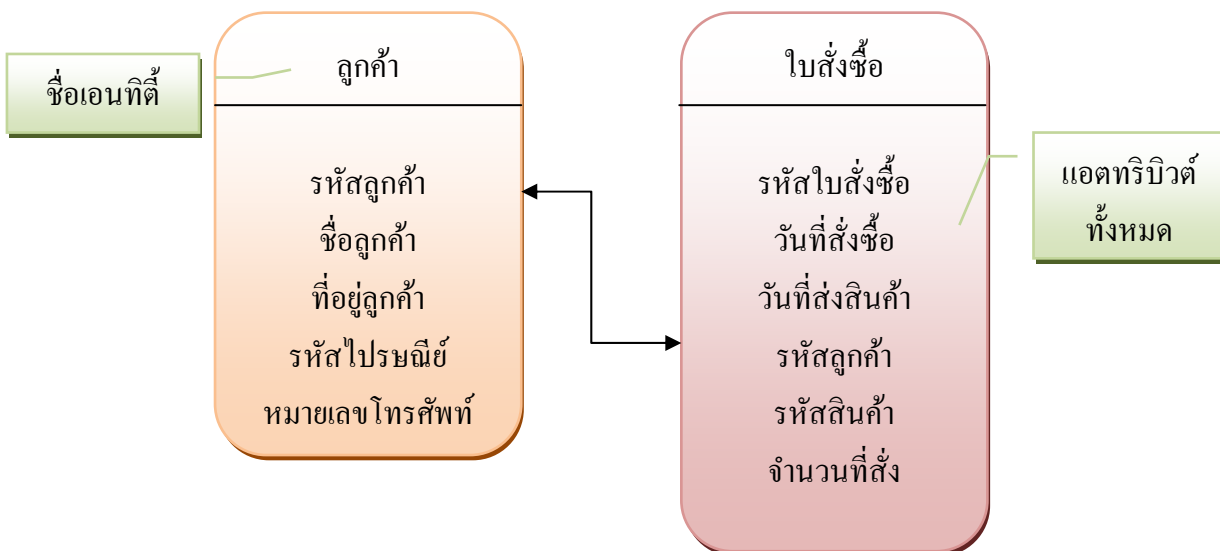 ชื่อเอนทิตี้
ลูกค้า
รหัสลูกค้า
ชื่อลูกค้า
ที่อยู่ลูกค้า
รหัสไปรษณีย์
หมายเลขโทรศัพท์
ใบสั่งซื้อ
รหัสใบสั่งซื้อ
วันที่สั่งซื้อ
วันที่ส่งสินค้า
รหัสลูกค้า
รหัสสินค้า
จำนวนที่สั่ง
แอตทริบิวต์
ทั้งหมด